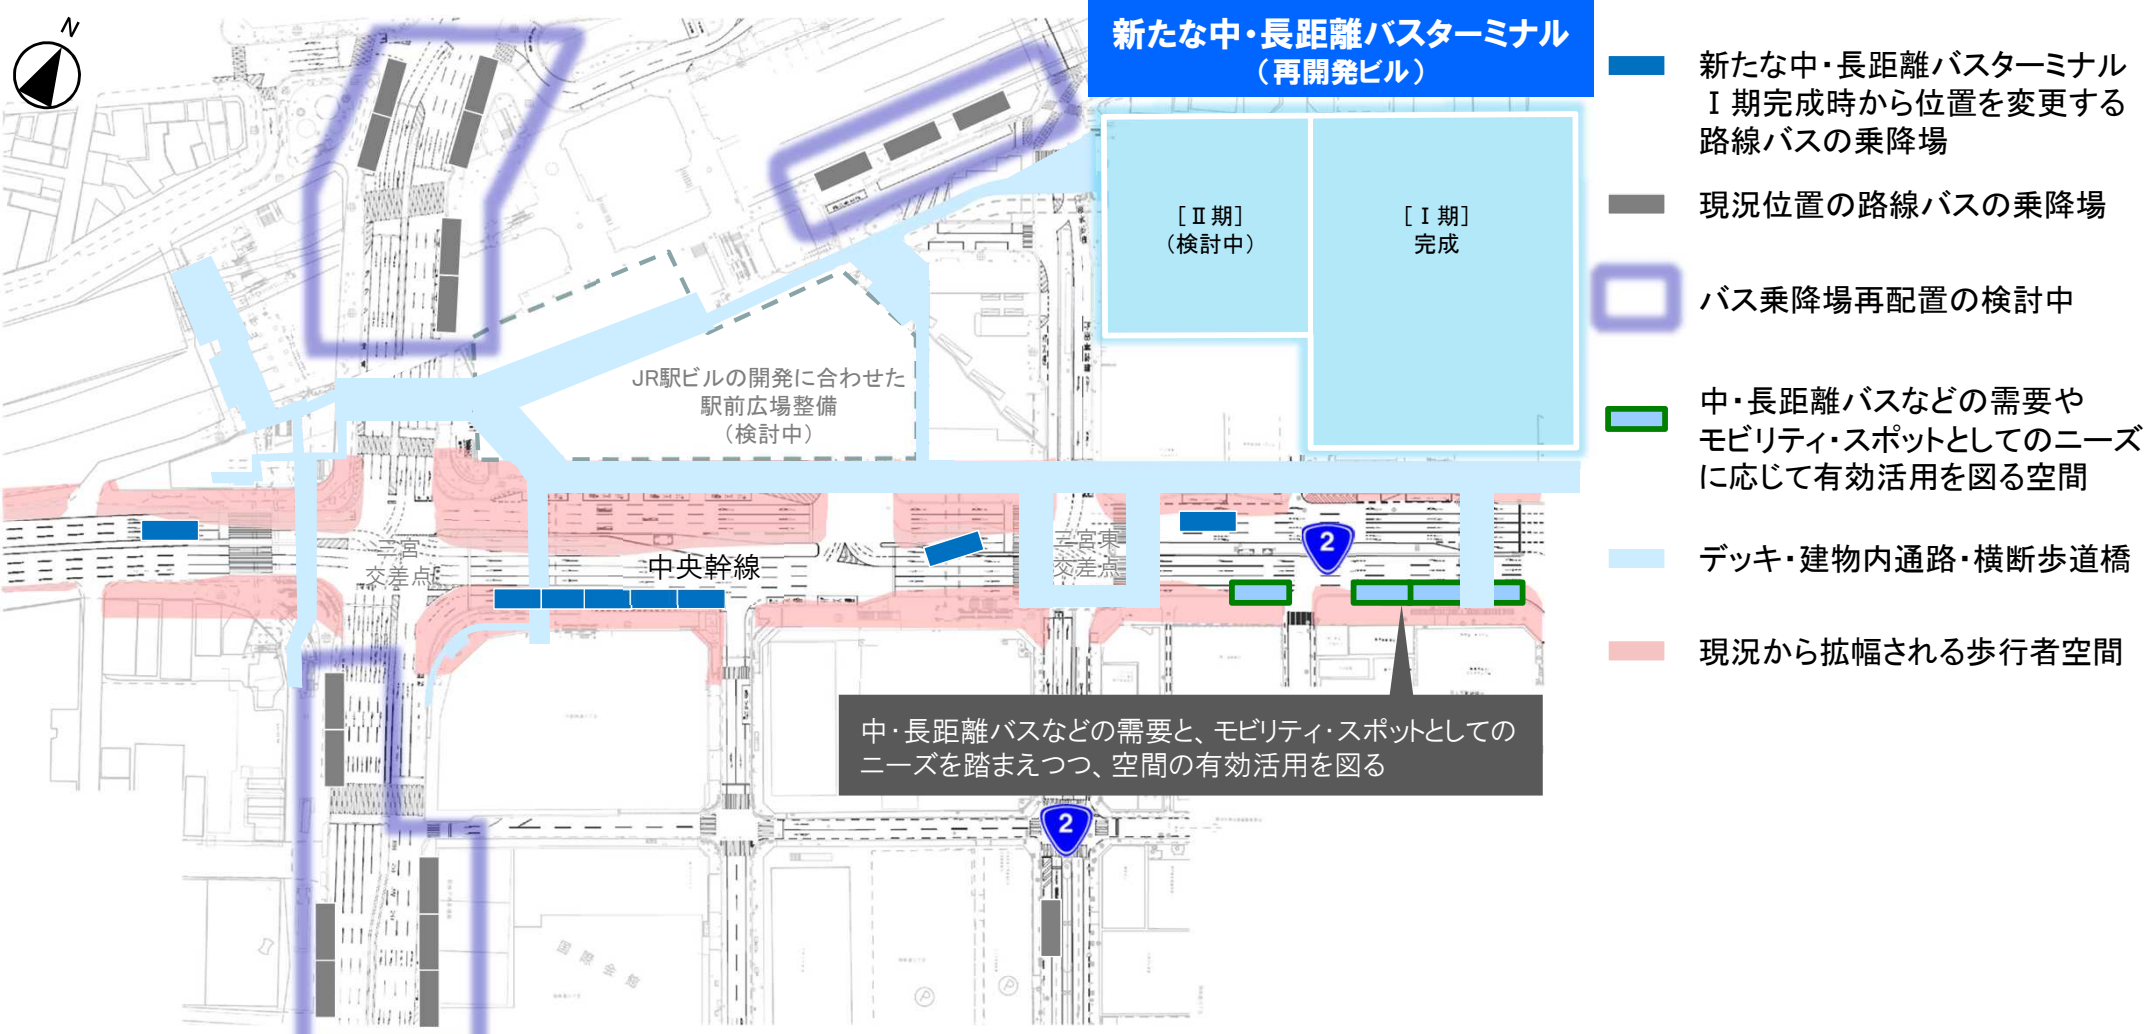 N
新たな中・長距離バスターミナル
（再開発ビル）
［Ⅱ期］
（検討中）
［Ⅰ期］
完成
JR駅ビルの開発に合わせた
駅前広場整備
（検討中）
三宮
交差点
中央幹線
三宮東
交差点
2
中・長距離バスなどの需要と、モビリティ・スポットとしての
ニーズを踏まえつつ、空間の有効活用を図る
2
国際会館
P
P
新たな中・長距離バスターミナル
Ⅰ期完成時から位置を変更する
路線バスの乗降場
現況位置の路線バスの乗降場
バス乗降場再配置の検討中
中・長距離バスなどの需要や
モビリティ・スポットとしてのニーズ
に応じて有効活用を図る空間
デッキ・建物内通路・横断歩道橋
現況から拡幅される歩行者空間